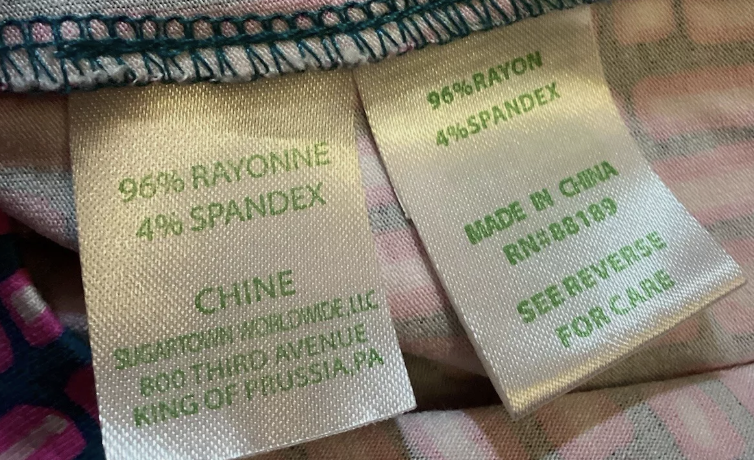 96% RAYONNE
4% SPANDEX
CHINE
SUGARTOWN WORLDWIDE, LLC
800 THIRD AVENUE
KING OF PRUSSIA, PA
96% RAYON
4% SPANDEX
MADE IN CHINA
RN#88189
SEE REVERSE
FOR CARE